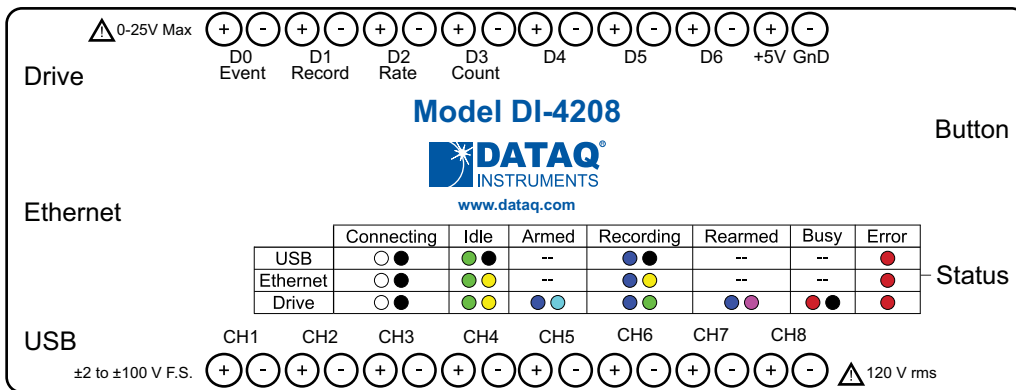 0-25V Max + - + - + - + - + - + - + - + -
D0 D1 D2 D3 D4 D5 D6 +5V GnD
Event Record Rate Count
Drive
Model DI-4208
Button
DATAQ®
INSTRUMENTS
www.dataq.com
Ethernet
Connecting Idle Armed Recording Rearmed Busy Error
USB -- -- --
Ethernet -- -- --
Drive
Status
USB
CH1 CH2 CH3 CH4 CH5 CH6 CH7 CH8
±2 to ±100 V F.S. + - + - + - + - + - + - + - + - 120 V rms